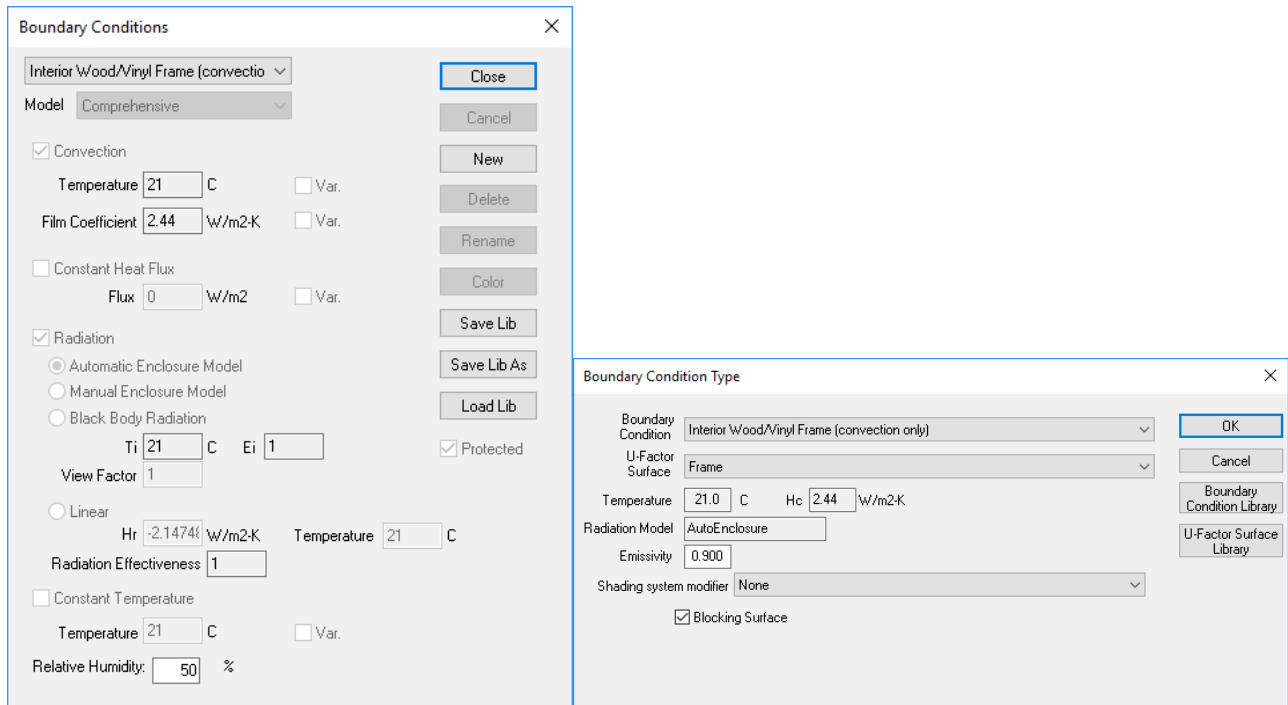 Boundary Conditions
Interior Wood/Vinyl Frame (convectio
Close
Model Comprehensive
Cancel
Convection
New
Temperature 21 C Var.
Delete
Film Coefficient 2.44 W/m2-K Var.
Rename
Constant Heat Flux
Color
Flux 0 W/m2 Var.
Save Lib
Radiation
Automatic Enclosure Model
Save Lib As
Manual Enclosure Model
Load Lib
Black Body Radiation
Ti 21 C Ei 1
Protected
View Factor 1
Linear
Hr -2.14748 W/m2-K Temperature 21 C
Radiation Effectiveness 1
Constant Temperature
Temperature 21 C Var.
Relative Humidity: 50 %
Boundary Condition Type
Boundary
Condition Interior Wood/Vinyl Frame (convection only)
OK
U-Factor
Surface Frame
Cancel
Temperature 21.0 C Hc 2.44 W/m2-K
Boundary
Condition Library
Radiation Model AutoEnclosure
U-Factor Surface
Library
Emissivity 0.900
Shading system modifier None
Blocking Surface